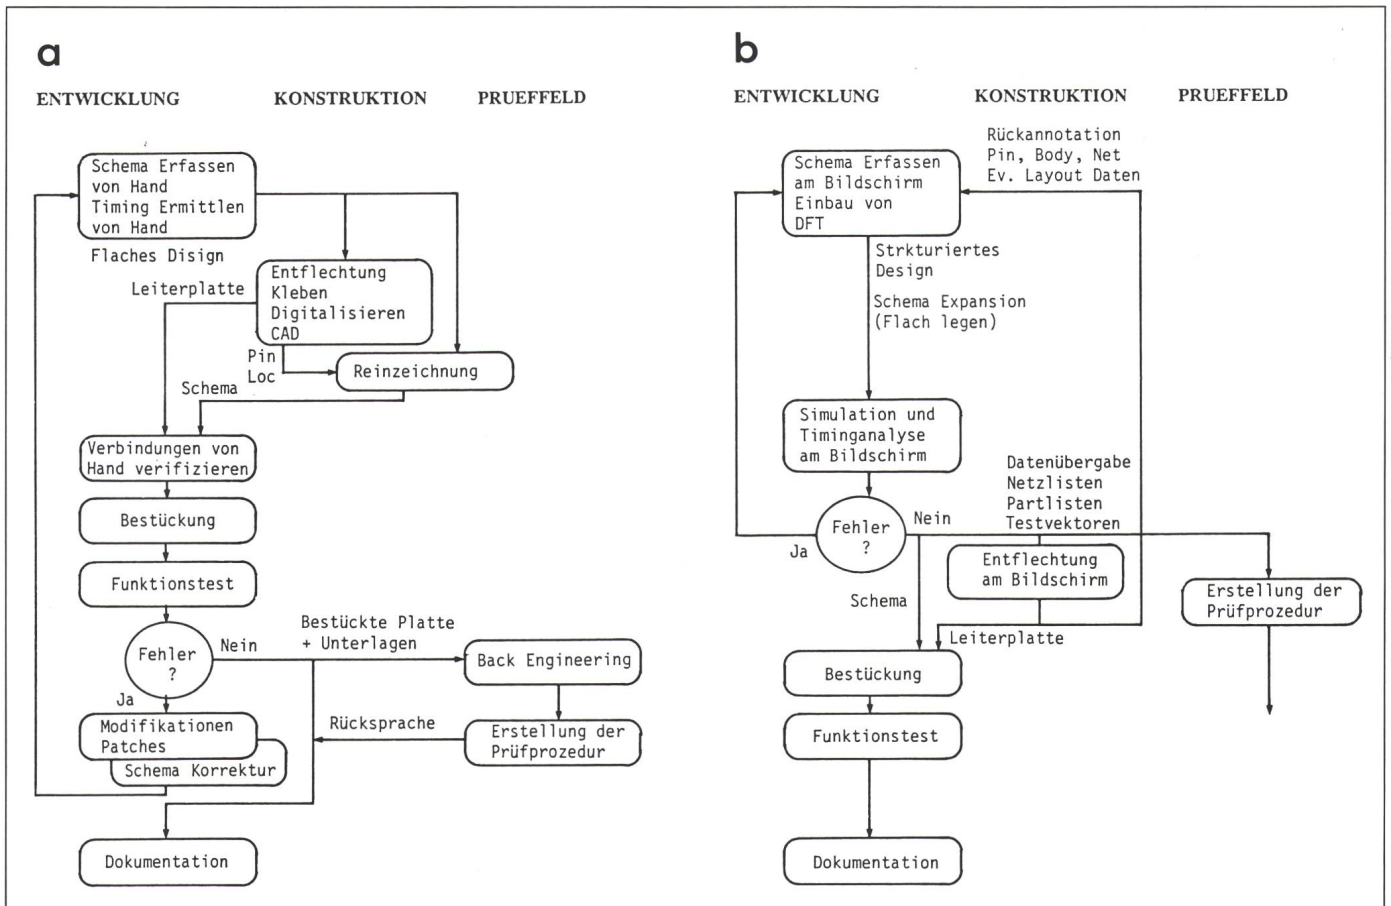 a
ENTWICKLUNG KONSTRUKTION PRUEFFELD
Schema Erfassen
von Hand
Timing Ermittlen
von Hand
Flaches Disign
Leiterplatte
Entflechtung
Kleben
Digitalisieren
CAD
Pin
Loc
Reinzeichnung
Schema
Verbindungen von
Hand verifizieren
Bestückung
Funktionstest
Fehler
?
Nein
Bestückte Platte
+ Unterlagen
Back Engineering
Ja
Modifikationen
Patches
Schema Korrektur
Rücksprache
Erstellung der
Prüfprozedur
Dokumentation
b
ENTWICKLUNG KONSTRUKTION PRUEFFELD
Rückannotation
Pin, Body, Net
Ev. Layout Daten
Schema Erfassen
am Bildschirm
Einbau von
DFT
Strkturiertes
Design
Schema Expansion
(Flach legen)
Simulation und
Timinganalyse
am Bildschirm
Datenübergabe
Netzlisten
Partlisten
Testvektoren
Fehler
?
Nein
Ja
Entflechtung
am Bildschirm
Erstellung der
Prüfprozedur
Schema
Leiterplatte
Bestückung
Funktionstest
Dokumentation